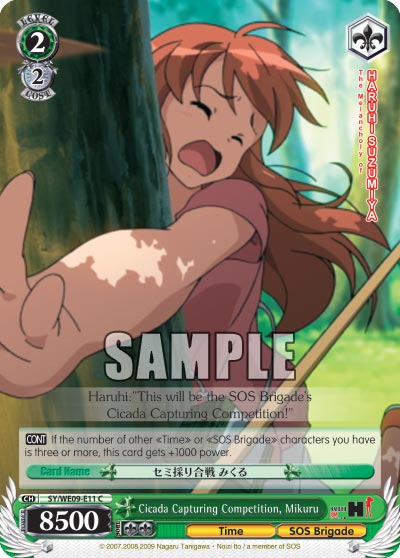 LEVEL
2
2
COST
The Melancholy of
HARUHI SUZUMIYA
SAMPLE
Haruhi:"This will be the SOS Brigade's
Cicada Capturing Competition!"
CONT If the number of other «Time» or «SOS Brigade» characters you have
is three or more, this card gets +1000 power.
Card Name
セミ採り合戦 みくる
CD
SY/WE09-E11 C
Cicada Capturing Competition, Mikuru
8500
Time
SOS Brigade
© 2007,2008,2009 Nagaru Tanigawa・Noizi Ito / a member of SOS